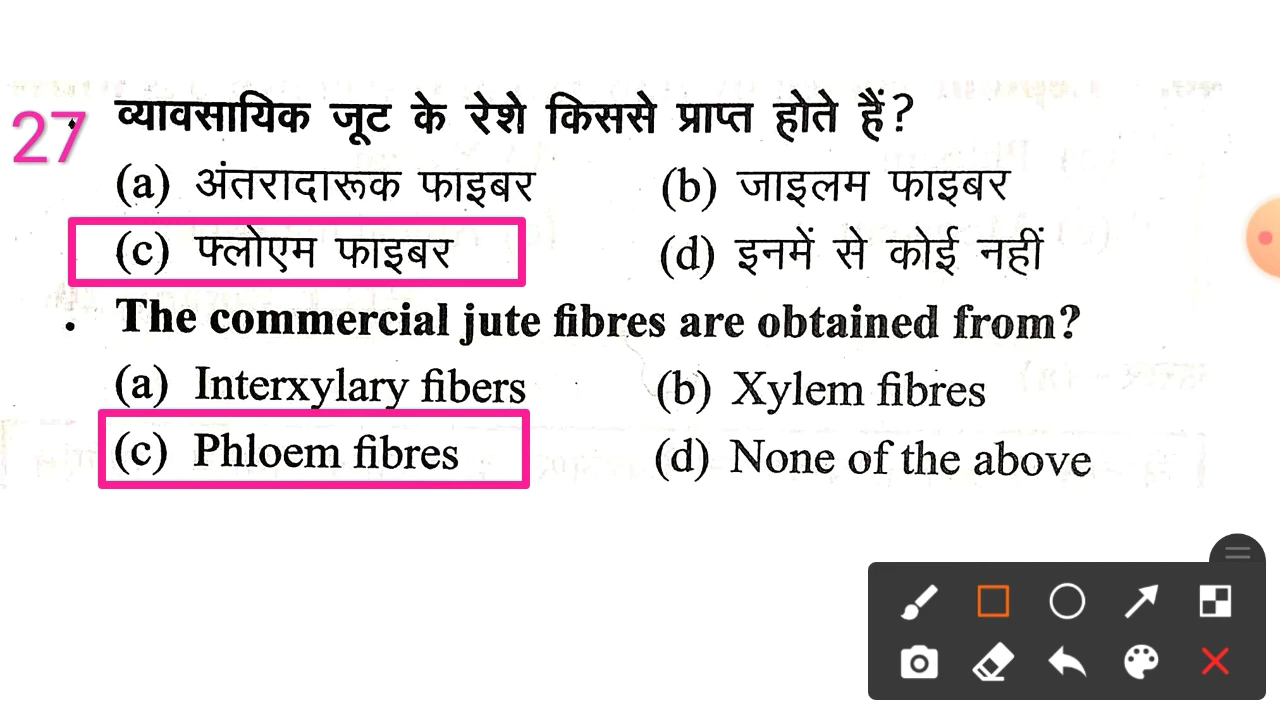 27. व्यावसायिक जूट के रेशे किससे प्राप्त होते हैं?
(a) अंतरादारूक फाइबर (b) जाइलम फाइबर
(c) फ्लोएम फाइबर (d) इनमें से कोई नहीं
. The commercial jute fibres are obtained from?
(a) Interxylary fibers (b) Xylem fibres
(c) Phloem fibres (d) None of the above